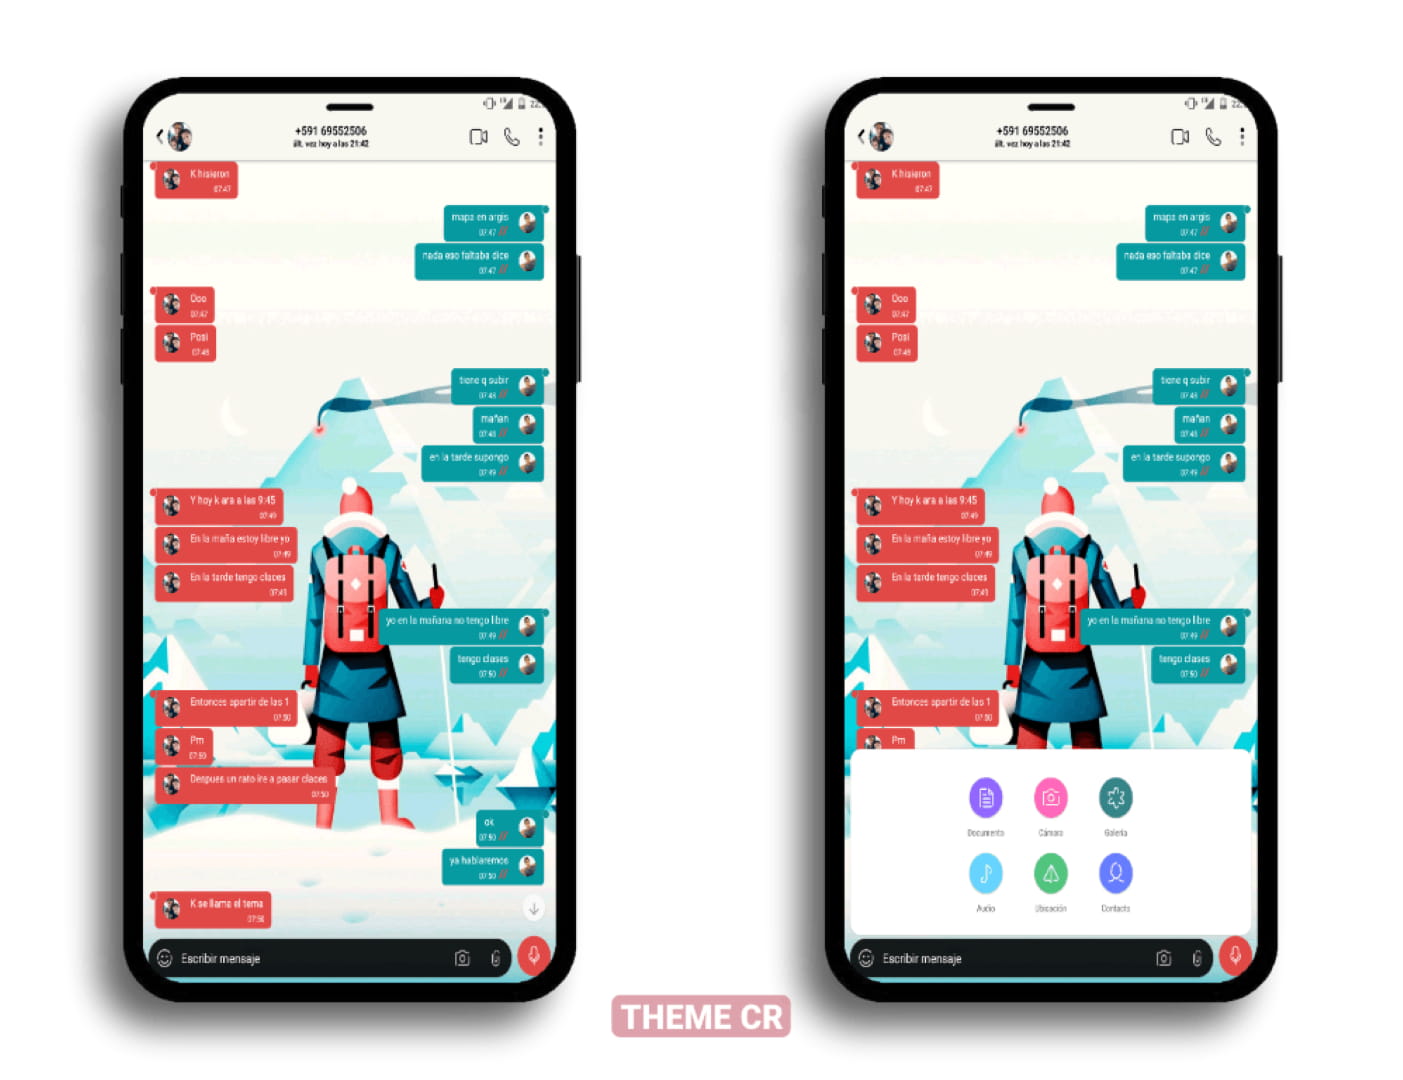 22:
+591 69552506
últ. vez hoy a las 21:42
K hisieron
07:47
mapa en argis
07:47
nada eso faltaba dice
07:47
Ooo
07:47
Posi
07:48
tiene q subir
07:48
mañan
07:48
en la tarde supongo
07:49
Y hoy k ara a las 9:45
07:49
En la maña estoy libre yo
07:49
En la tarde tengo claces
07:49
yo en la mañana no tengo libre
07:49
tengo clases
07:50
Entonces apartir de las 1
07:50
Pm
07:50
Despues un rato ire a pasar claces
07:50
ok
07:50
ya hablaremos
07:50
K se llama el tema
07:50
Escribir mensaje
22:
+591 69552506
últ. vez hoy a las 21:42
K hisieron
07:47
mapa en argis
07:47
nada eso faltaba dice
07:47
Ooo
07:47
Posi
07:48
tiene q subir
07:48
mañan
07:48
en la tarde supongo
07:49
Y hoy k ara a las 9:45
07:49
En la maña estoy libre yo
07:49
En la tarde tengo claces
07:49
yo en la mañana no tengo libre
07:49
tengo clases
07:50
Entonces apartir de las 1
07:50
Pm
Documento Cámara Galería
Audio Ubicación Contacto
Escribir mensaje
THEME CR